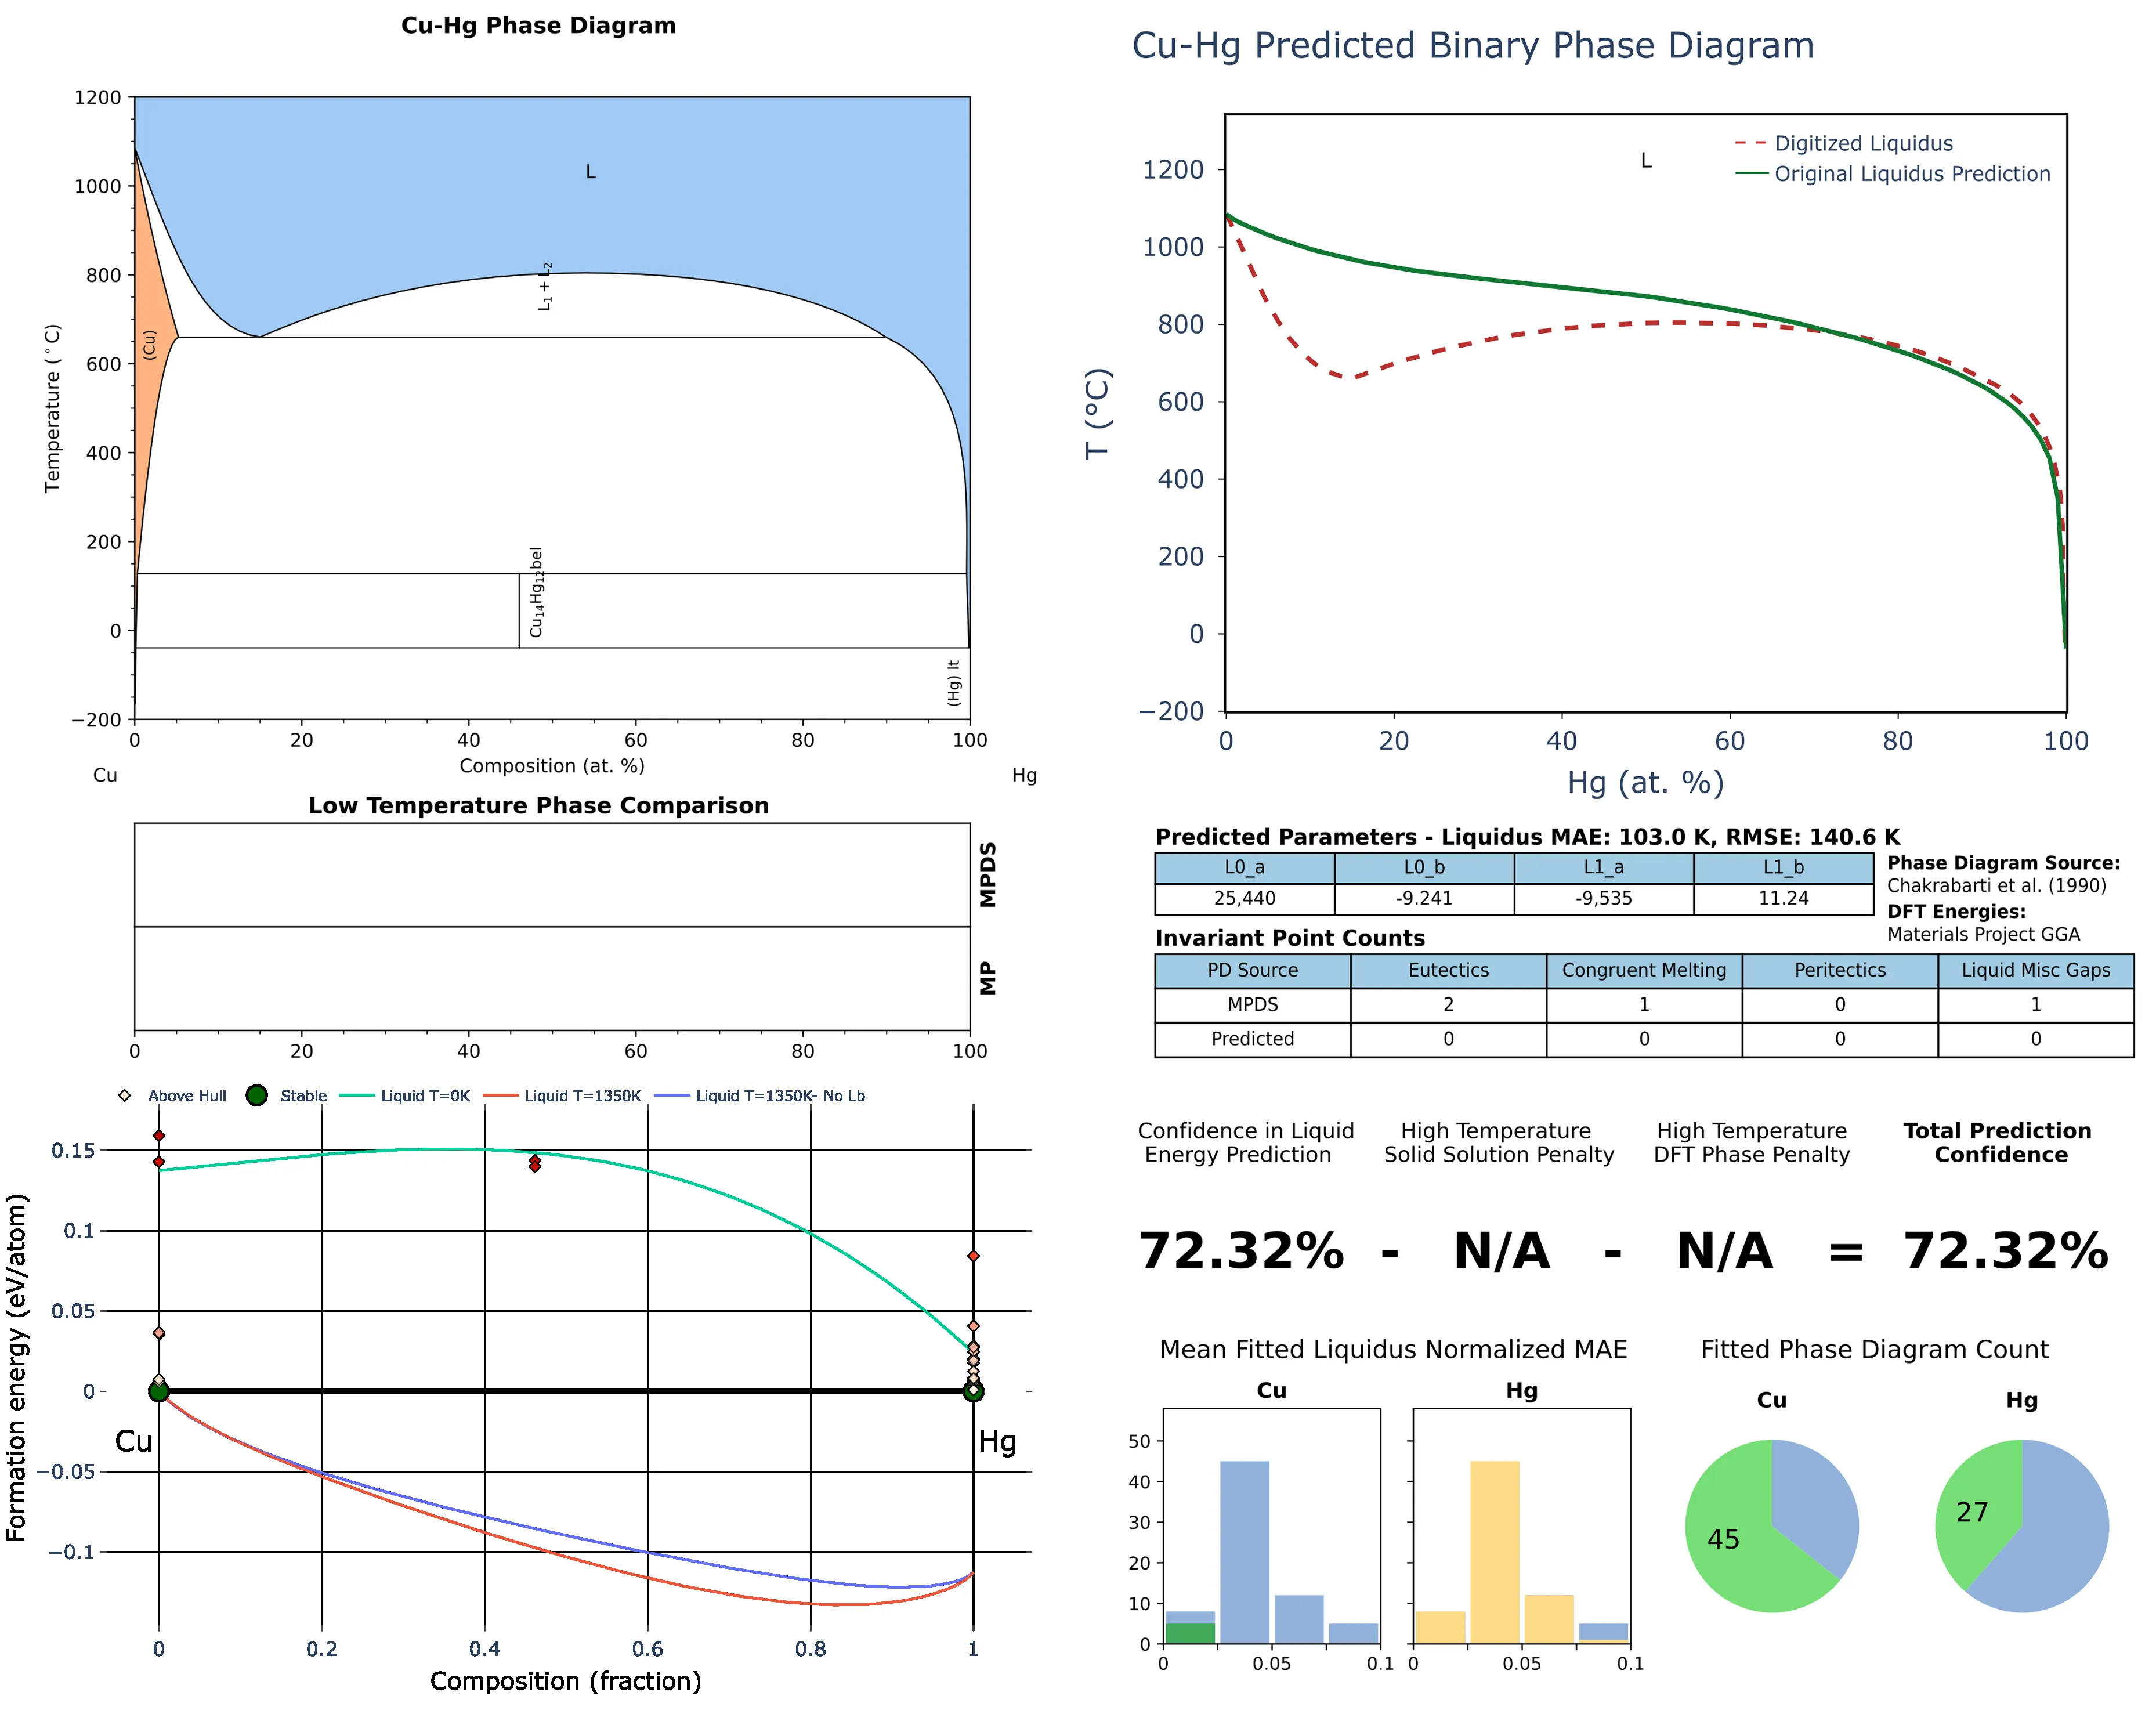 Cu-Hg Phase Diagram
1200
1000
800
600
400
200
0
−200
Temperature (°C)
L
L₁ + L₂
(Cu)
Cu₁₄Hg₁₂bel
(Hg) lt
0 20 40 60 80 100
Composition (at. %)
Cu Hg
Low Temperature Phase Comparison
MPDS
MP
0 20 40 60 80 100
Above Hull Stable Liquid T=0K Liquid T=1350K Liquid T=1350K- No Lb
0.15
0.1
0.05
0
−0.05
−0.1
Formation energy (eV/atom)
Cu Hg
0 0.2 0.4 0.6 0.8 1
Composition (fraction)
Cu-Hg Predicted Binary Phase Diagram
L
Digitized Liquidus
Original Liquidus Prediction
1200
1000
800
600
400
200
0
−200
T (°C)
0 20 40 60 80 100
Hg (at. %)
Predicted Parameters - Liquidus MAE: 103.0 K, RMSE: 140.6 K
L0_a L0_b L1_a L1_b
25,440 -9.241 -9,535 11.24
Phase Diagram Source:
Chakrabarti et al. (1990)
DFT Energies:
Materials Project GGA
Invariant Point Counts
PD Source Eutectics Congruent Melting Peritectics Liquid Misc Gaps
MPDS 2 1 0 1
Predicted 0 0 0 0
Confidence in Liquid Energy Prediction
High Temperature Solid Solution Penalty
High Temperature DFT Phase Penalty
Total Prediction Confidence
72.32% - N/A - N/A = 72.32%
Mean Fitted Liquidus Normalized MAE
Cu Hg
50
40
30
20
10
0
0 0.05 0.1 0 0.05 0.1
Fitted Phase Diagram Count
Cu Hg
45 27